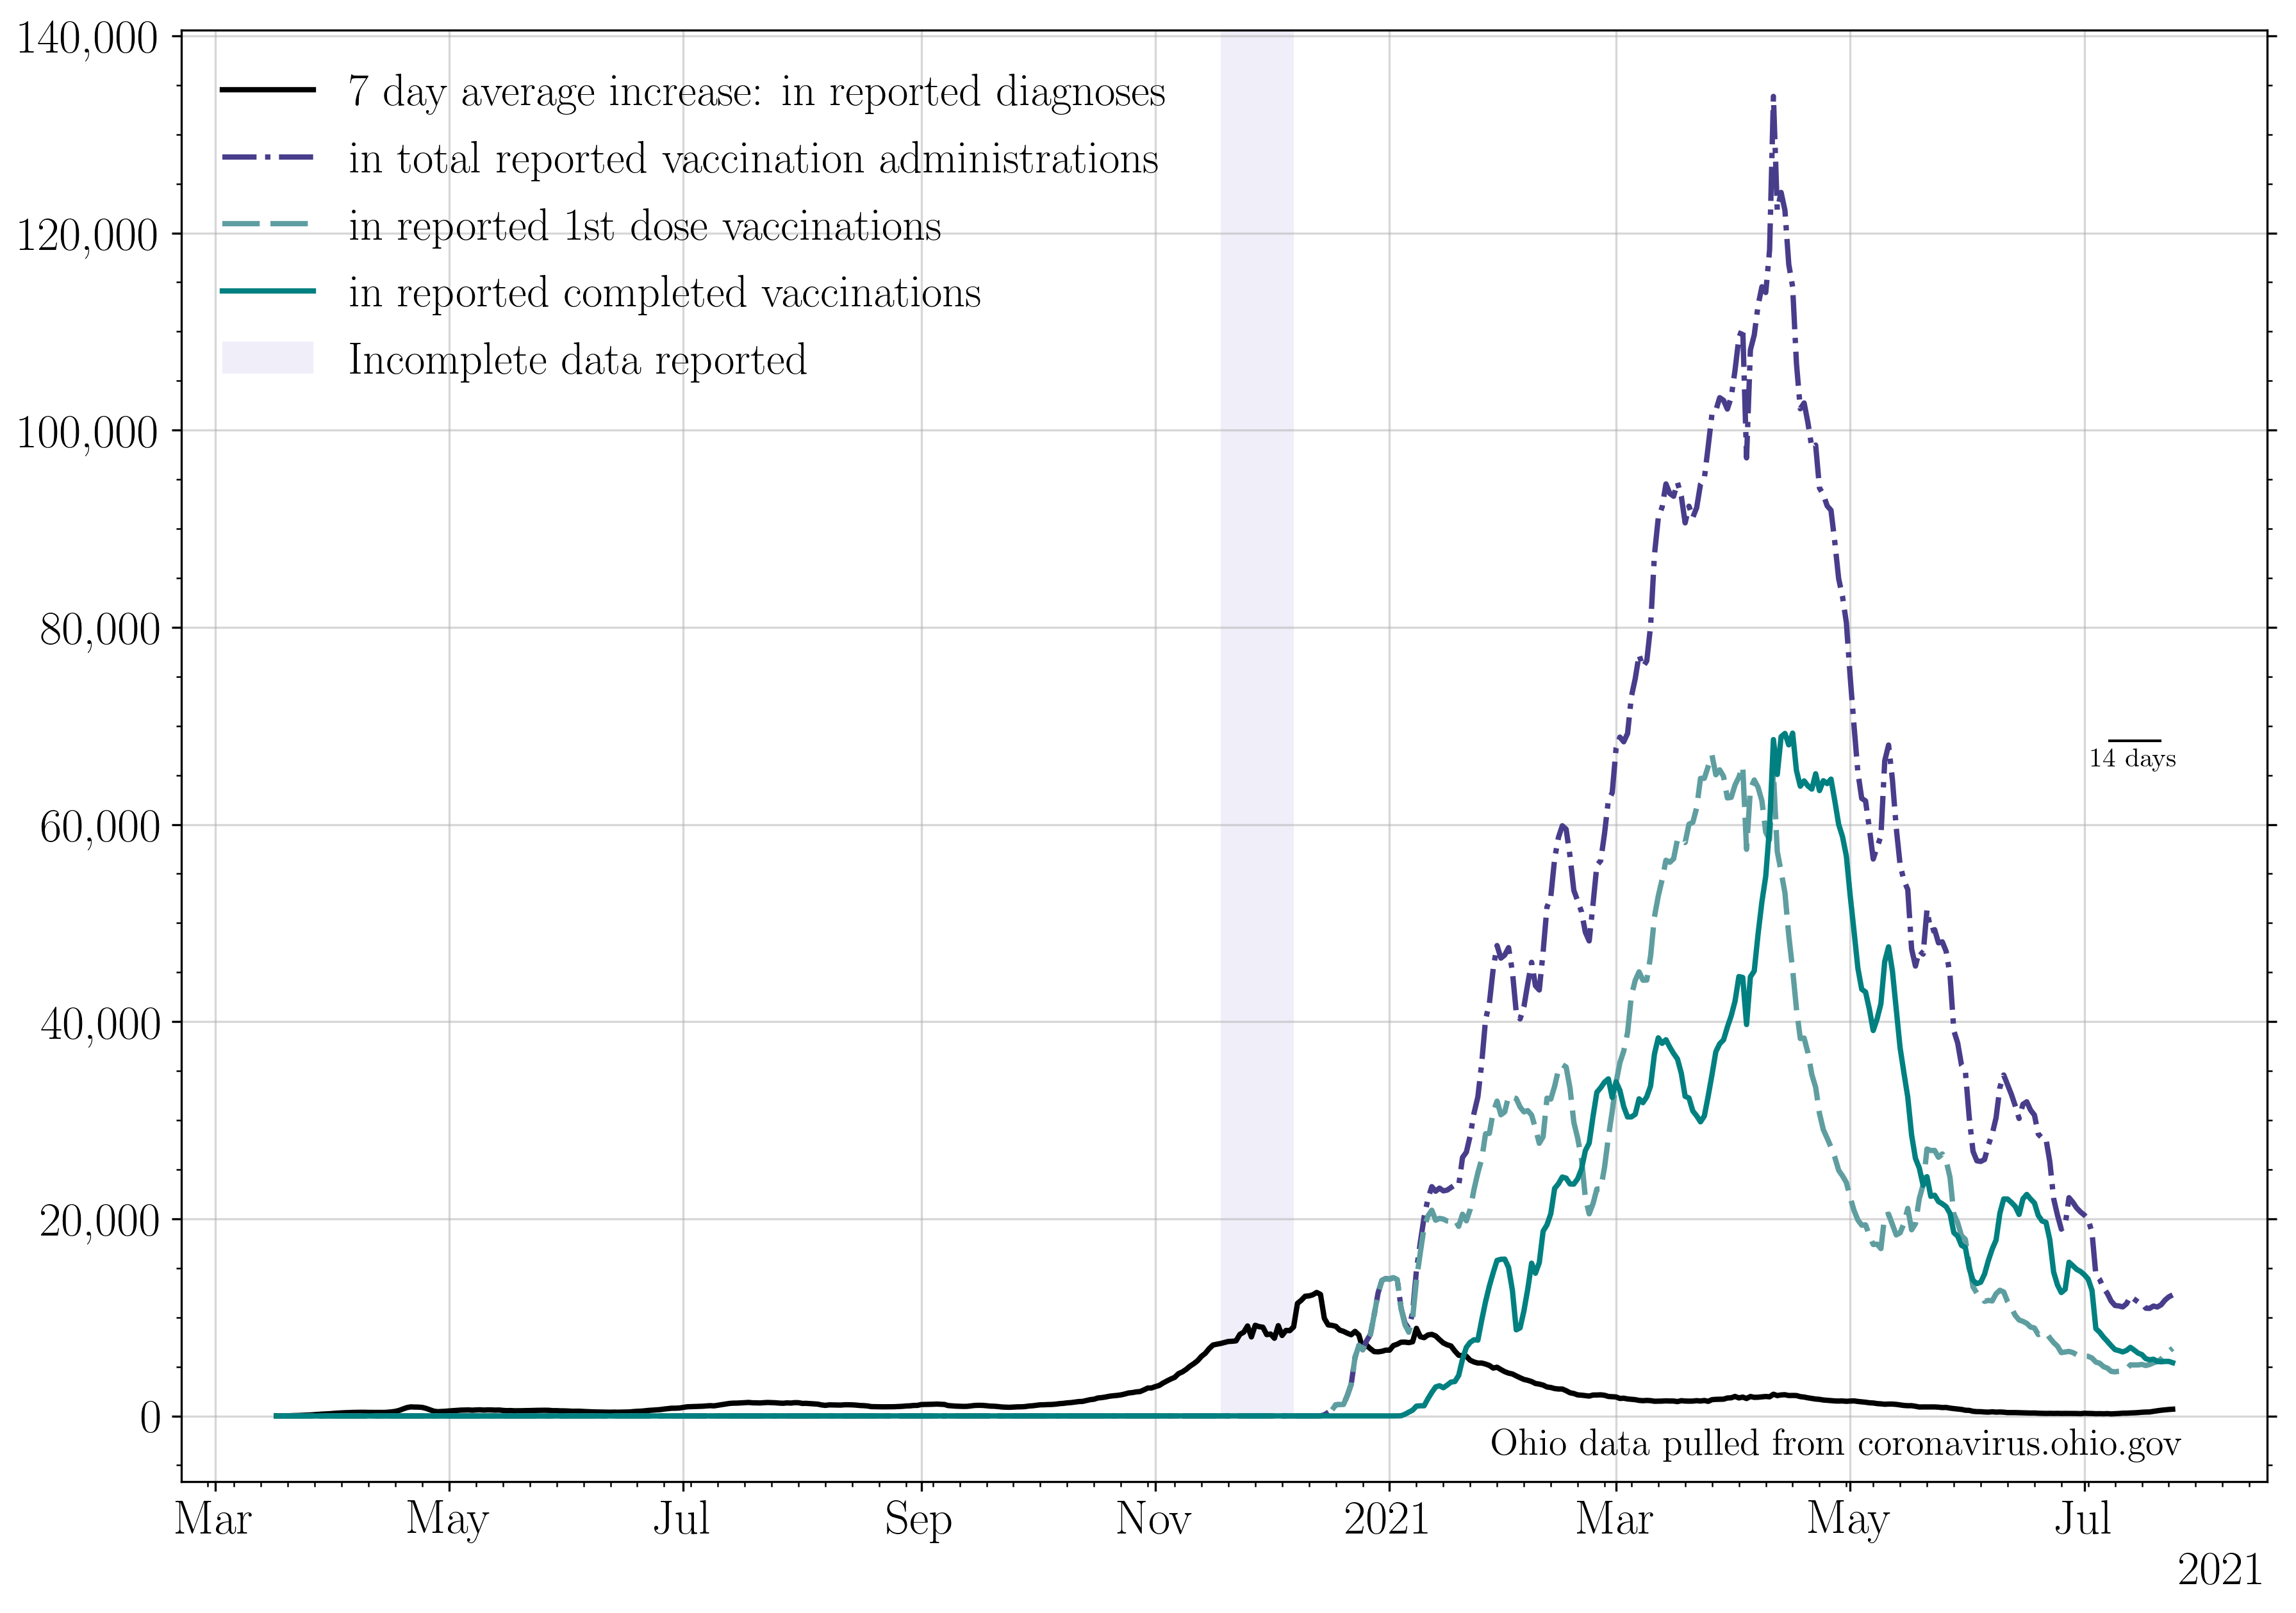 140,000
120,000
100,000
80,000
60,000
40,000
20,000
0
7 day average increase: in reported diagnoses
in total reported vaccination administrations
in reported 1st dose vaccinations
in reported completed vaccinations
Incomplete data reported
14 days
Ohio data pulled from coronavirus.ohio.gov
Mar May Jul Sep Nov 2021 Mar May Jul
2021